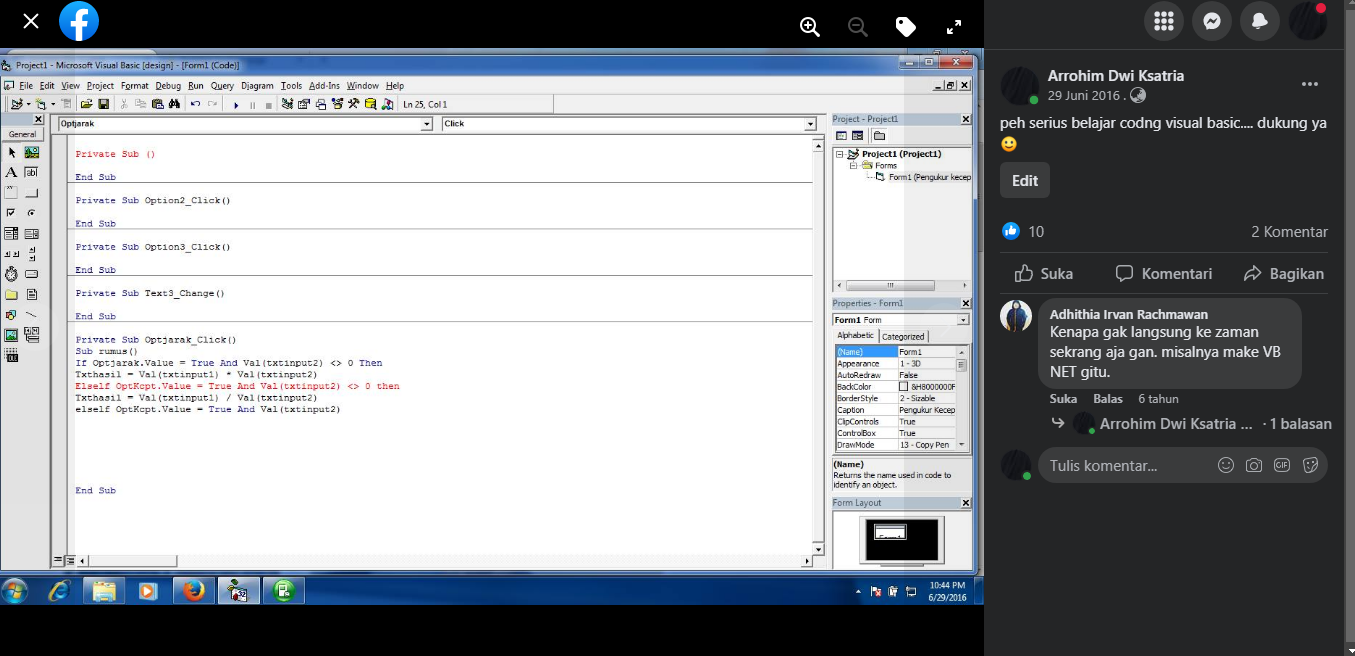 Project1 - Microsoft Visual Basic [design] - [Form1 (Code)]
File Edit View Project Format Debug Run Query Diagram Tools Add-Ins Window Help
Ln 25, Col 1
General
Optjarak
Click
Private Sub ()
End Sub
Private Sub Option2_Click()
End Sub
Private Sub Option3_Click()
End Sub
Private Sub Text3_Change()
End Sub
Private Sub Optjarak_Click()
Sub rumus()
If Optjarak.Value = True And Val(txtinput2) <> 0 Then
Txthasil = Val(txtinput1) * Val(txtinput2)
Elself OptKcpt.Value = True And Val(txtinput2) <> 0 then
Txthasil = Val(txtinput1) / Val(txtinput2)
elself OptKcpt.Value = True And Val(txtinput2)
End Sub
Project - Project1
Project1 (Project1)
Forms
Form1 (Pengukur kecep
Properties - Form1
Form1 Form
Alphabetic Categorized
(Name) Form1
Appearance 1 - 3D
AutoRedraw False
BackColor &H8000000F
BorderStyle 2 - Sizable
Caption Pengukur Kecep
ClipControls True
ControlBox True
DrawMode 13 - Copy Pen
(Name)
Returns the name used in code to
identify an object.
Form Layout
10:44 PM
6/29/2016
Arrohim Dwi Ksatria
29 Juni 2016 .
peh serius belajar codng visual basic.... dukung ya
🙂
Edit
10
2 Komentar
Suka Komentari Bagikan
Adhithia Irvan Rachmawan
Kenapa gak langsung ke zaman
sekrang aja gan. misalnya make VB
NET gitu.
Suka Balas 6 tahun
Arrohim Dwi Ksatria ... · 1 balasan
Tulis komentar...
GIF